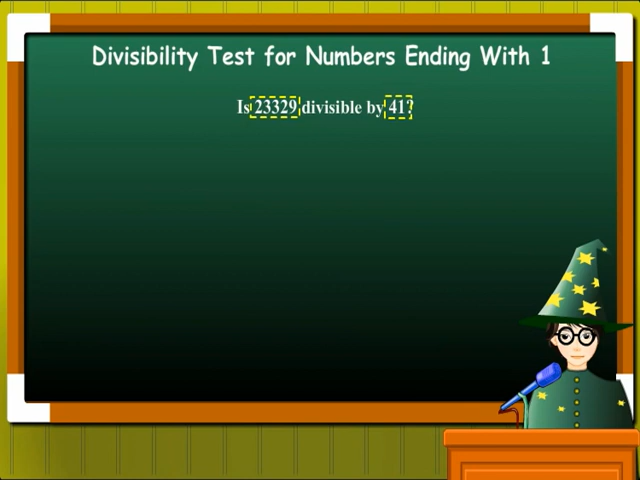 Divisibility Test for Numbers Ending With 1
Is 23329 divisible by 41?